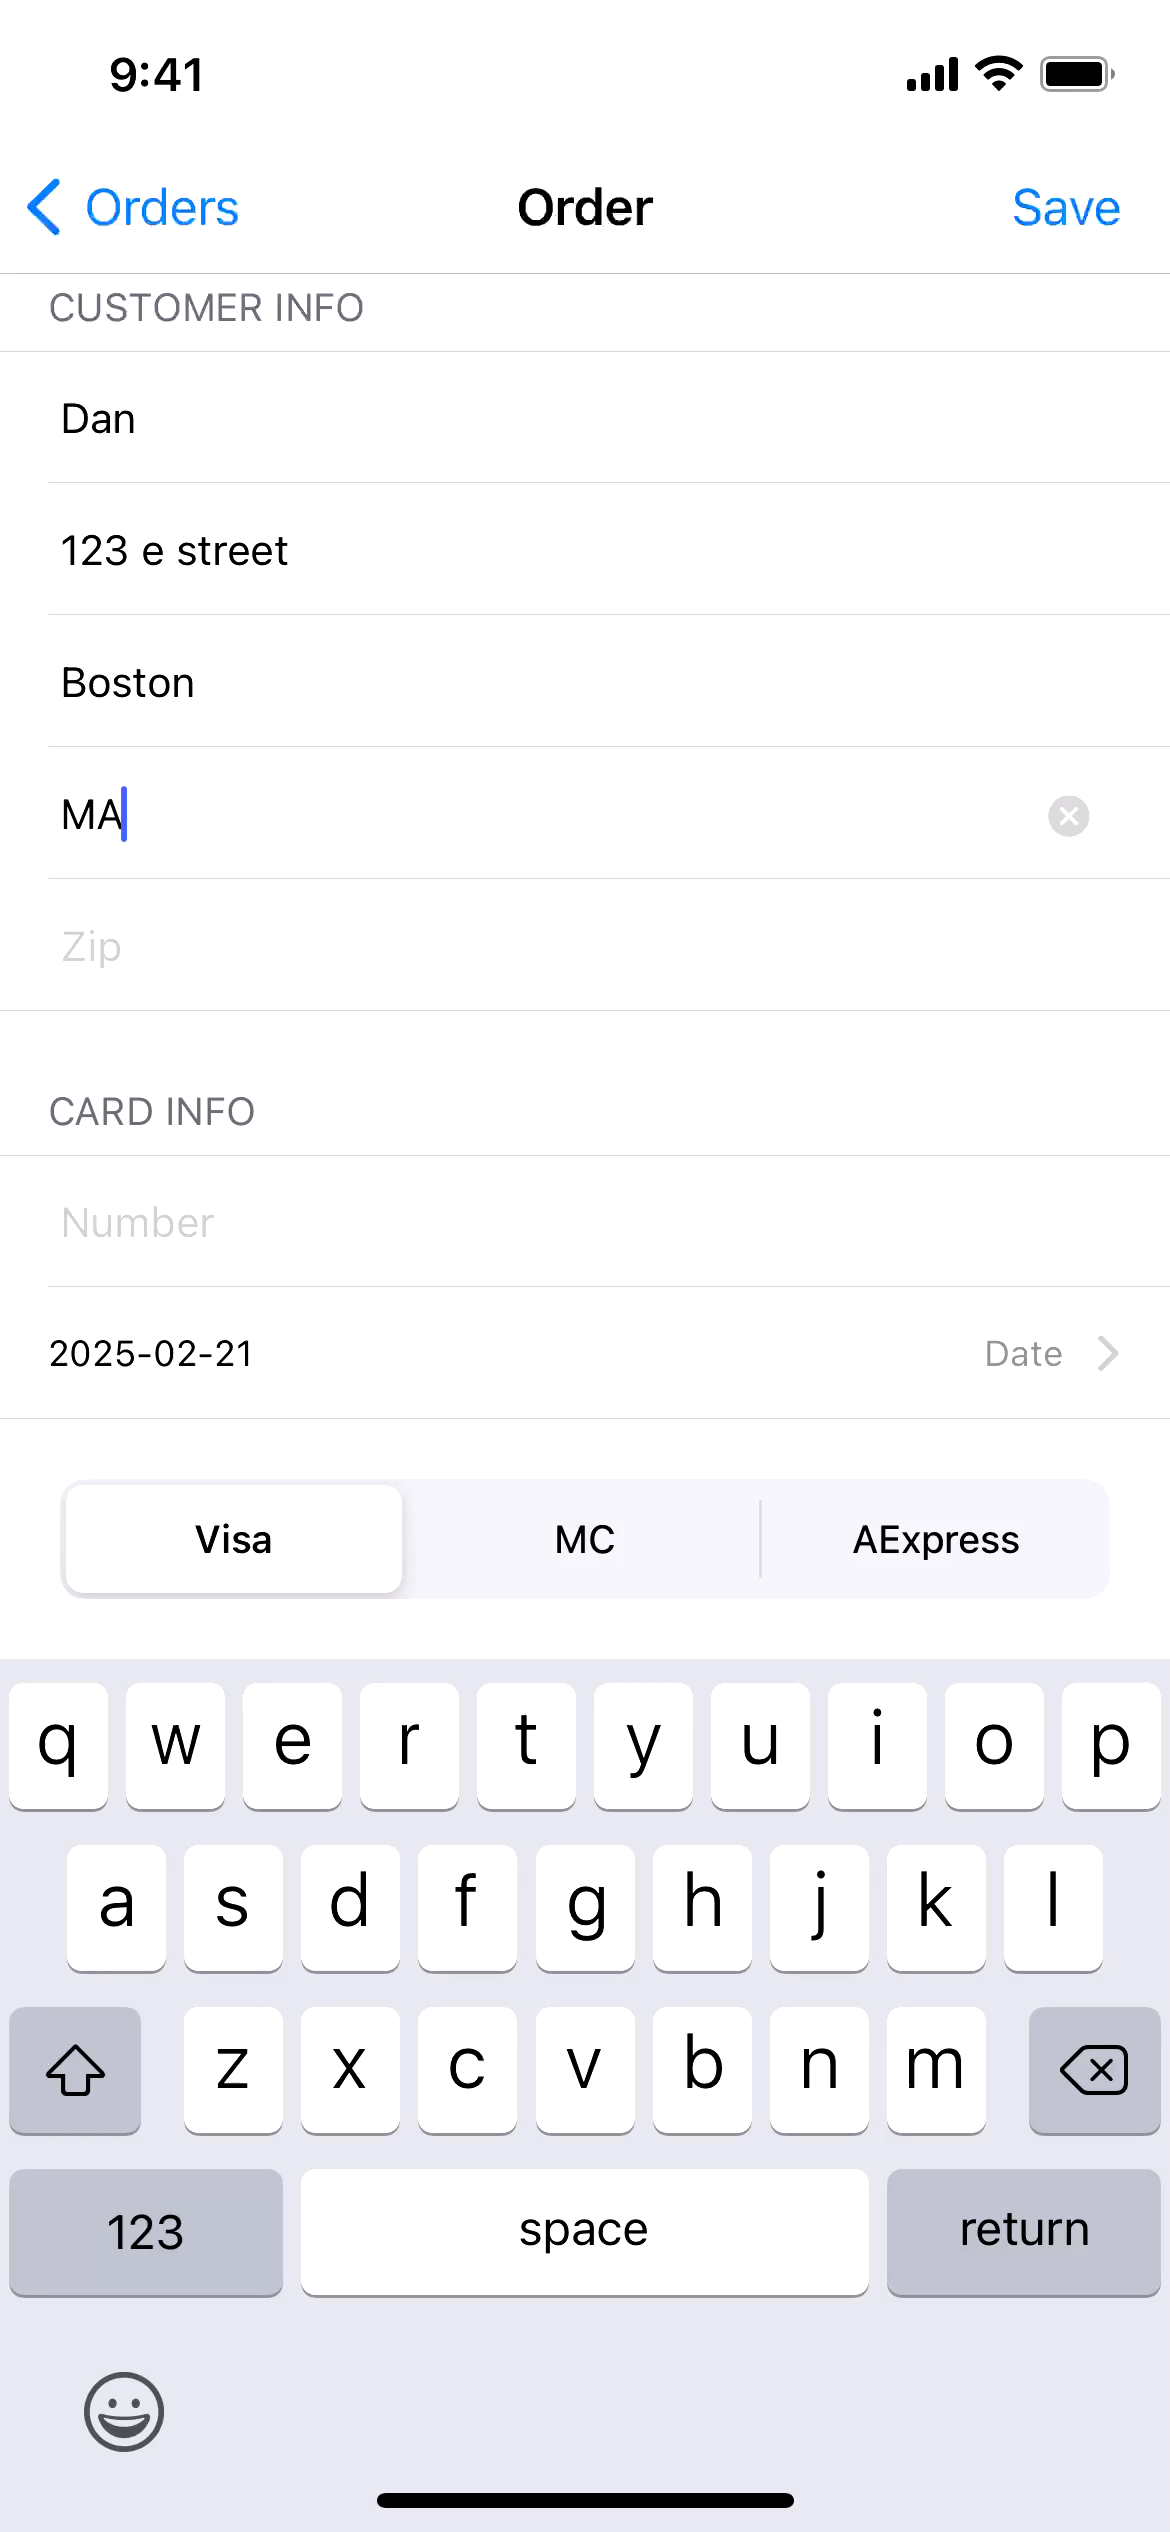 9:41
Orders Order Save
CUSTOMER INFO
Dan
123 e street
Boston
MA
Zip
CARD INFO
Number
2025-02-21 Date
Visa MC AExpress
q w e r t y u i o p
a s d f g h j k l
z x c v b n m
123 space return